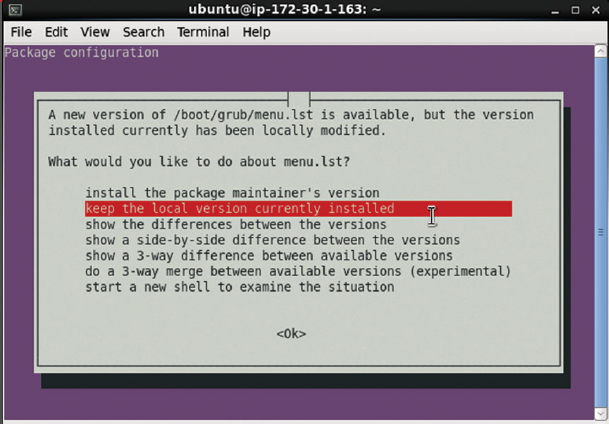 ubuntu@ip-172-30-1-163: ~
File Edit View Search Terminal Help
Package configuration
A new version of /boot/grub/menu.lst is available, but the version
installed currently has been locally modified.
What would you like to do about menu.lst?
install the package maintainer's version
keep the local version currently installed
show the differences between the versions
show a side-by-side difference between the versions
show a 3-way difference between available versions
do a 3-way merge between available versions (experimental)
start a new shell to examine the situation
<Ok>